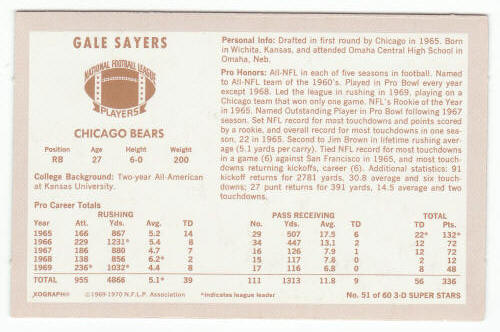 GALE SAYERS
NATIONAL FOOTBALL LEAGUE
PLAYERS
CHICAGO BEARS
Position Age Height Weight
RB 27 6-0 200
College Background: Two-year All-American
at Kansas University.
Personal Info: Drafted in first round by Chicago in 1965. Born
in Wichita, Kansas, and attended Omaha Central High School in
Omaha, Neb.
Pro Honors: All-NFL in each of five seasons in football. Named
to All-NFL team of the 1960's. Played in Pro Bowl every year
except 1968. Led the league in rushing in 1969, playing on a
Chicago team that won only one game. NFL's Rookie of the Year
in 1965. Named Outstanding Player in Pro Bowl following 1967
season. Set NFL record for most touchdowns and points scored
by a rookie, and overall record for most touchdowns in one sea-
son, 22 in 1965. Second to Jim Brown in lifetime rushing aver-
age (5.1 yards per carry). Tied NFL record for most touchdowns
in a game (6) against San Francisco in 1965, and most touch-
downs returning kickoffs, career (6). Additional statistics: 91
kickoff returns for 2781 yards, 30.8 average and six touch-
downs; 27 punt returns for 391 yards, 14.5 average and two
touchdowns.
Pro Career Totals
RUSHING PASS RECEIVING TOTAL
Year Att. Yds. Avg. TD No. Yds. Avg. TD TD Pts.
1965 166 867 5.2 14 29 507 17.5 6 22* 132*
1966 229 1231* 5.4 8 34 447 13.1 2 12 72
1967 186 880 4.7 7 16 126 7.9 1 12 72
1968 138 856 6.2* 2 15 117 7.8 0 2 12
1969 236* 1032* 4.4 8 17 116 6.8 0 8 48
TOTAL 955 4866 5.1* 39 111 1313 11.8 9 56 336
XOGRAPH® ©1969-1970 N.F.L.P. Association *indicates league leader No. 51 of 60 3-D SUPER STARS